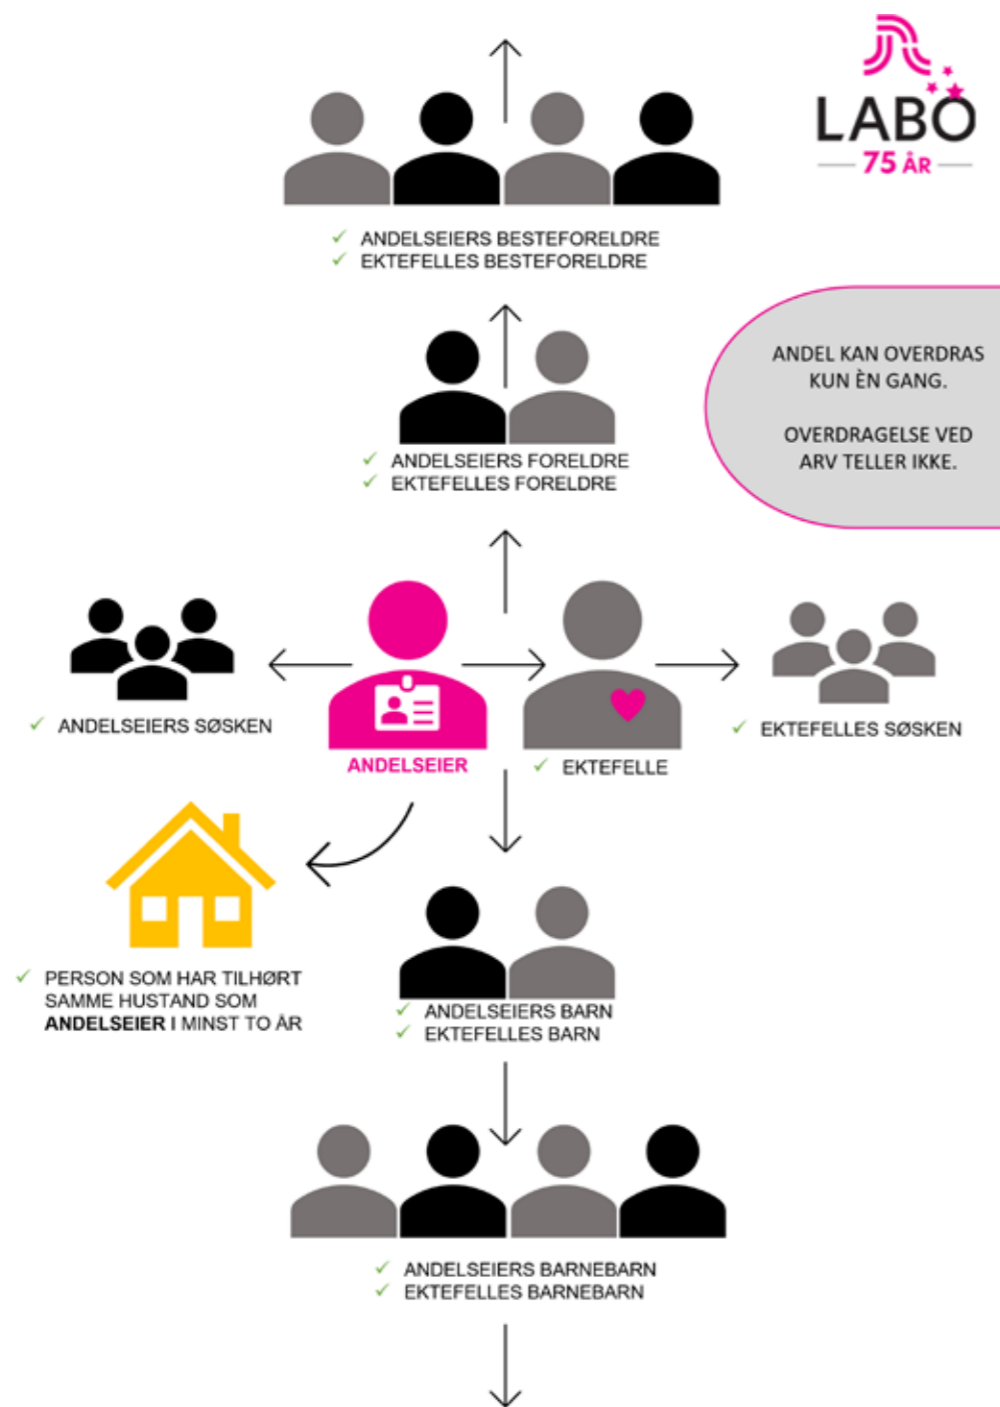 LABO
75 ÅR
✓ ANDELSEIERS BESTEFORELDRE
✓ EKTEFELLES BESTEFORELDRE
ANDEL KAN OVERDRAS
KUN ÈN GANG.
OVERDRAGELSE VED
ARV TELLER IKKE.
✓ ANDELSEIERS FORELDRE
✓ EKTEFELLES FORELDRE
✓ ANDELSEIERS SØSKEN
ANDELSEIER
✓ EKTEFELLE
✓ EKTEFELLES SØSKEN
✓ PERSON SOM HAR TILHØRT
SAMME HUSTAND SOM
ANDELSEIER I MINST TO ÅR
✓ ANDELSEIERS BARN
✓ EKTEFELLES BARN
✓ ANDELSEIERS BARNEBARN
✓ EKTEFELLES BARNEBARN